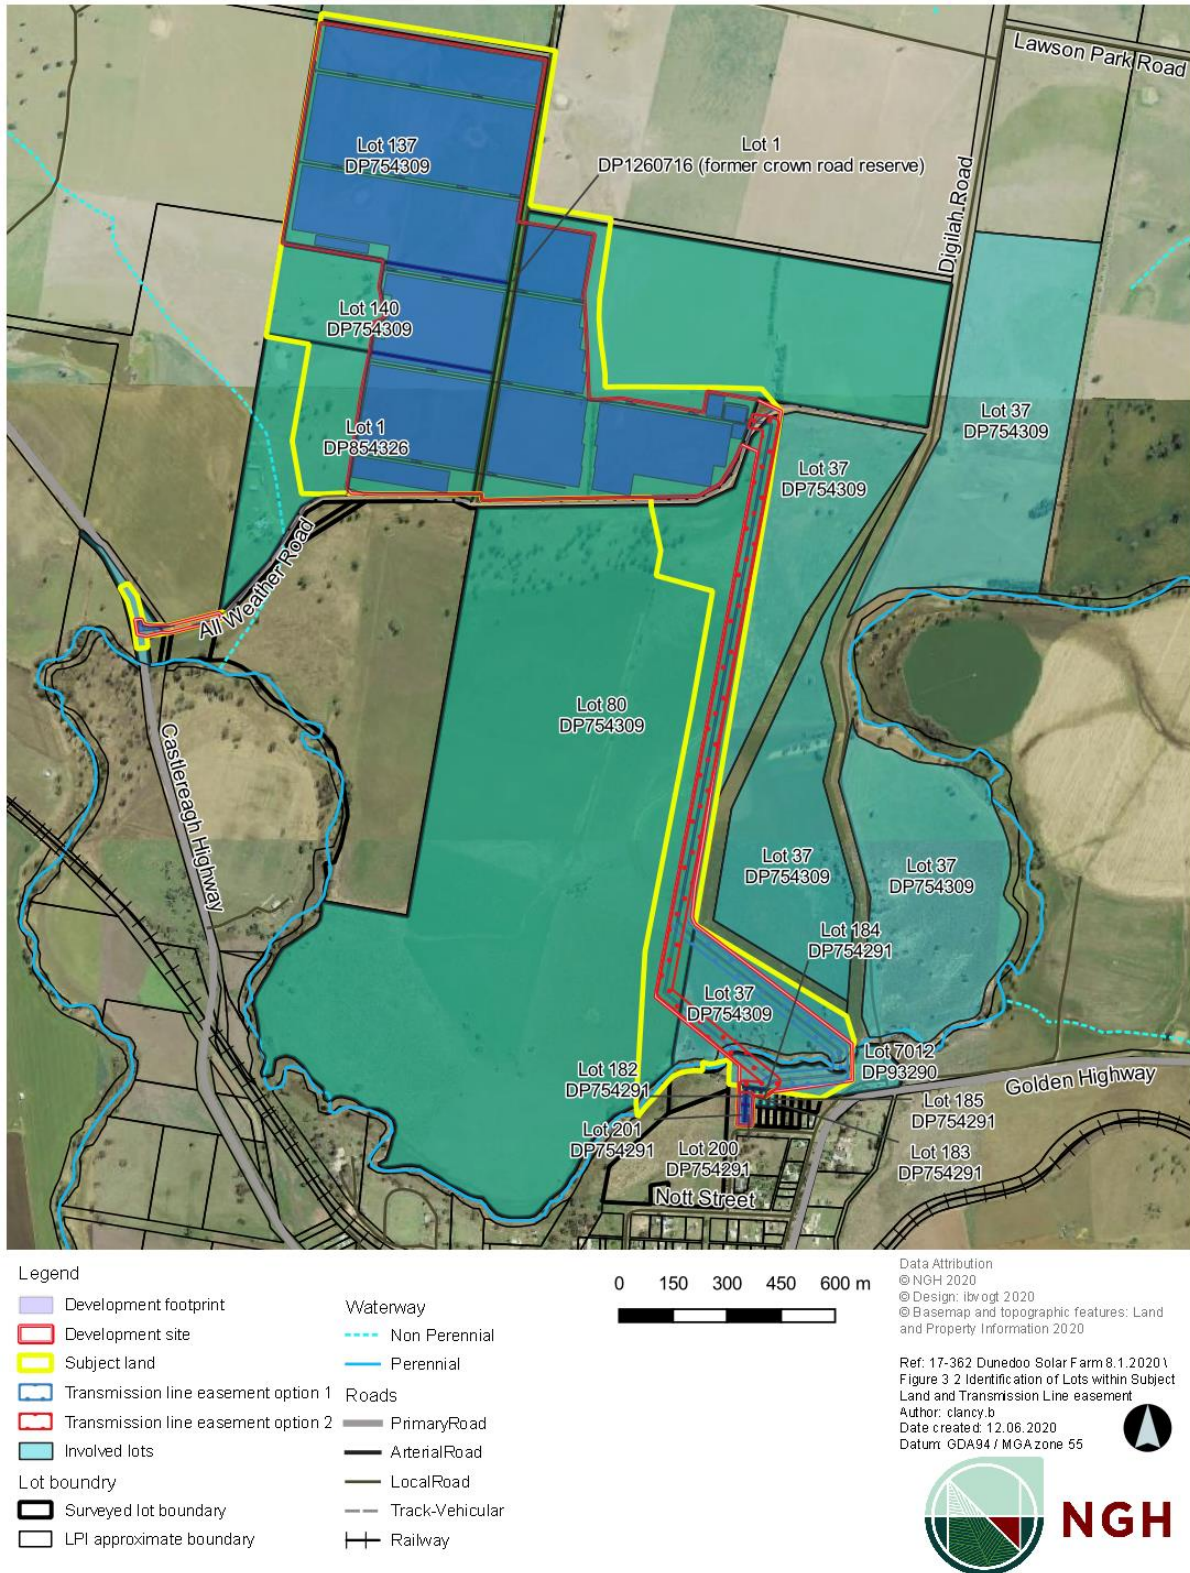 Lawson Park Road
Lot 137
DP754309
Lot 1
DP1260716 (former crown road reserve)
Digilah Road
Lot 140
DP754309
Lot 1
DP854326
Lot 37
DP754309
Lot 37
DP754309
All Weather Road
Lot 80
DP754309
Castlereagh Highway
Lot 37
DP754309
Lot 37
DP754309
Lot 184
DP754291
Lot 37
DP754309
Lot 182
DP754291
Lot 7012
DP93290
Golden Highway
Lot 185
DP754291
Lot 201
DP754291
Lot 200
DP754291
Lot 183
DP754291
Nott Street
Legend
Development footprint
Development site
Subject land
Transmission line easement option 1
Transmission line easement option 2
Involved lots
Lot boundry
Surveyed lot boundary
LPI approximate boundary
Waterway
Non Perennial
Perennial
Roads
PrimaryRoad
ArterialRoad
LocalRoad
Track-Vehicular
Railway
0 150 300 450 600 m
Data Attribution
© NGH 2020
© Design: ibvogt 2020
© Basemap and topographic features: Land
and Property Information 2020
Ref: 17-362 Dunedoo Solar Farm 8.1.2020 \
Figure 3 2 Identification of Lots within Subject
Land and Transmission Line easement
Author: clancy.b
Date created: 12.06.2020
Datum: GDA94 / MGA zone 55
NGH